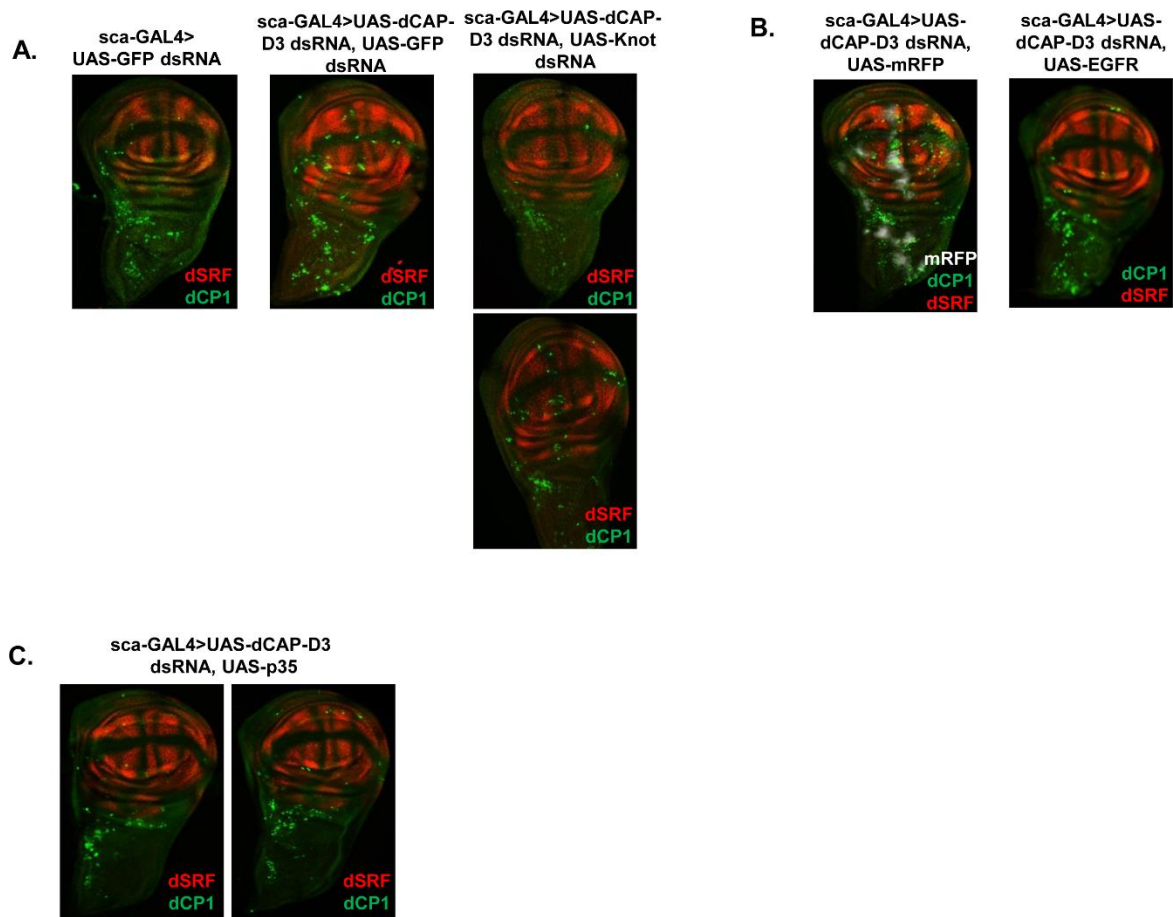 A.
sca-GAL4>
UAS-GFP dsRNA
sca-GAL4>UAS-dCAP-
D3 dsRNA, UAS-GFP
dsRNA
sca-GAL4>UAS-dCAP-
D3 dsRNA, UAS-Knot
dsRNA
dSRF
dCP1
dSRF
dCP1
dSRF
dCP1
dSRF
dCP1
B.
sca-GAL4>UAS-
dCAP-D3 dsRNA,
UAS-mRFP
sca-GAL4>UAS-
dCAP-D3 dsRNA,
UAS-EGFR
mRFP
dCP1
dSRF
dCP1
dSRF
C.
sca-GAL4>UAS-dCAP-D3
dsRNA, UAS-p35
dSRF
dCP1
dSRF
dCP1